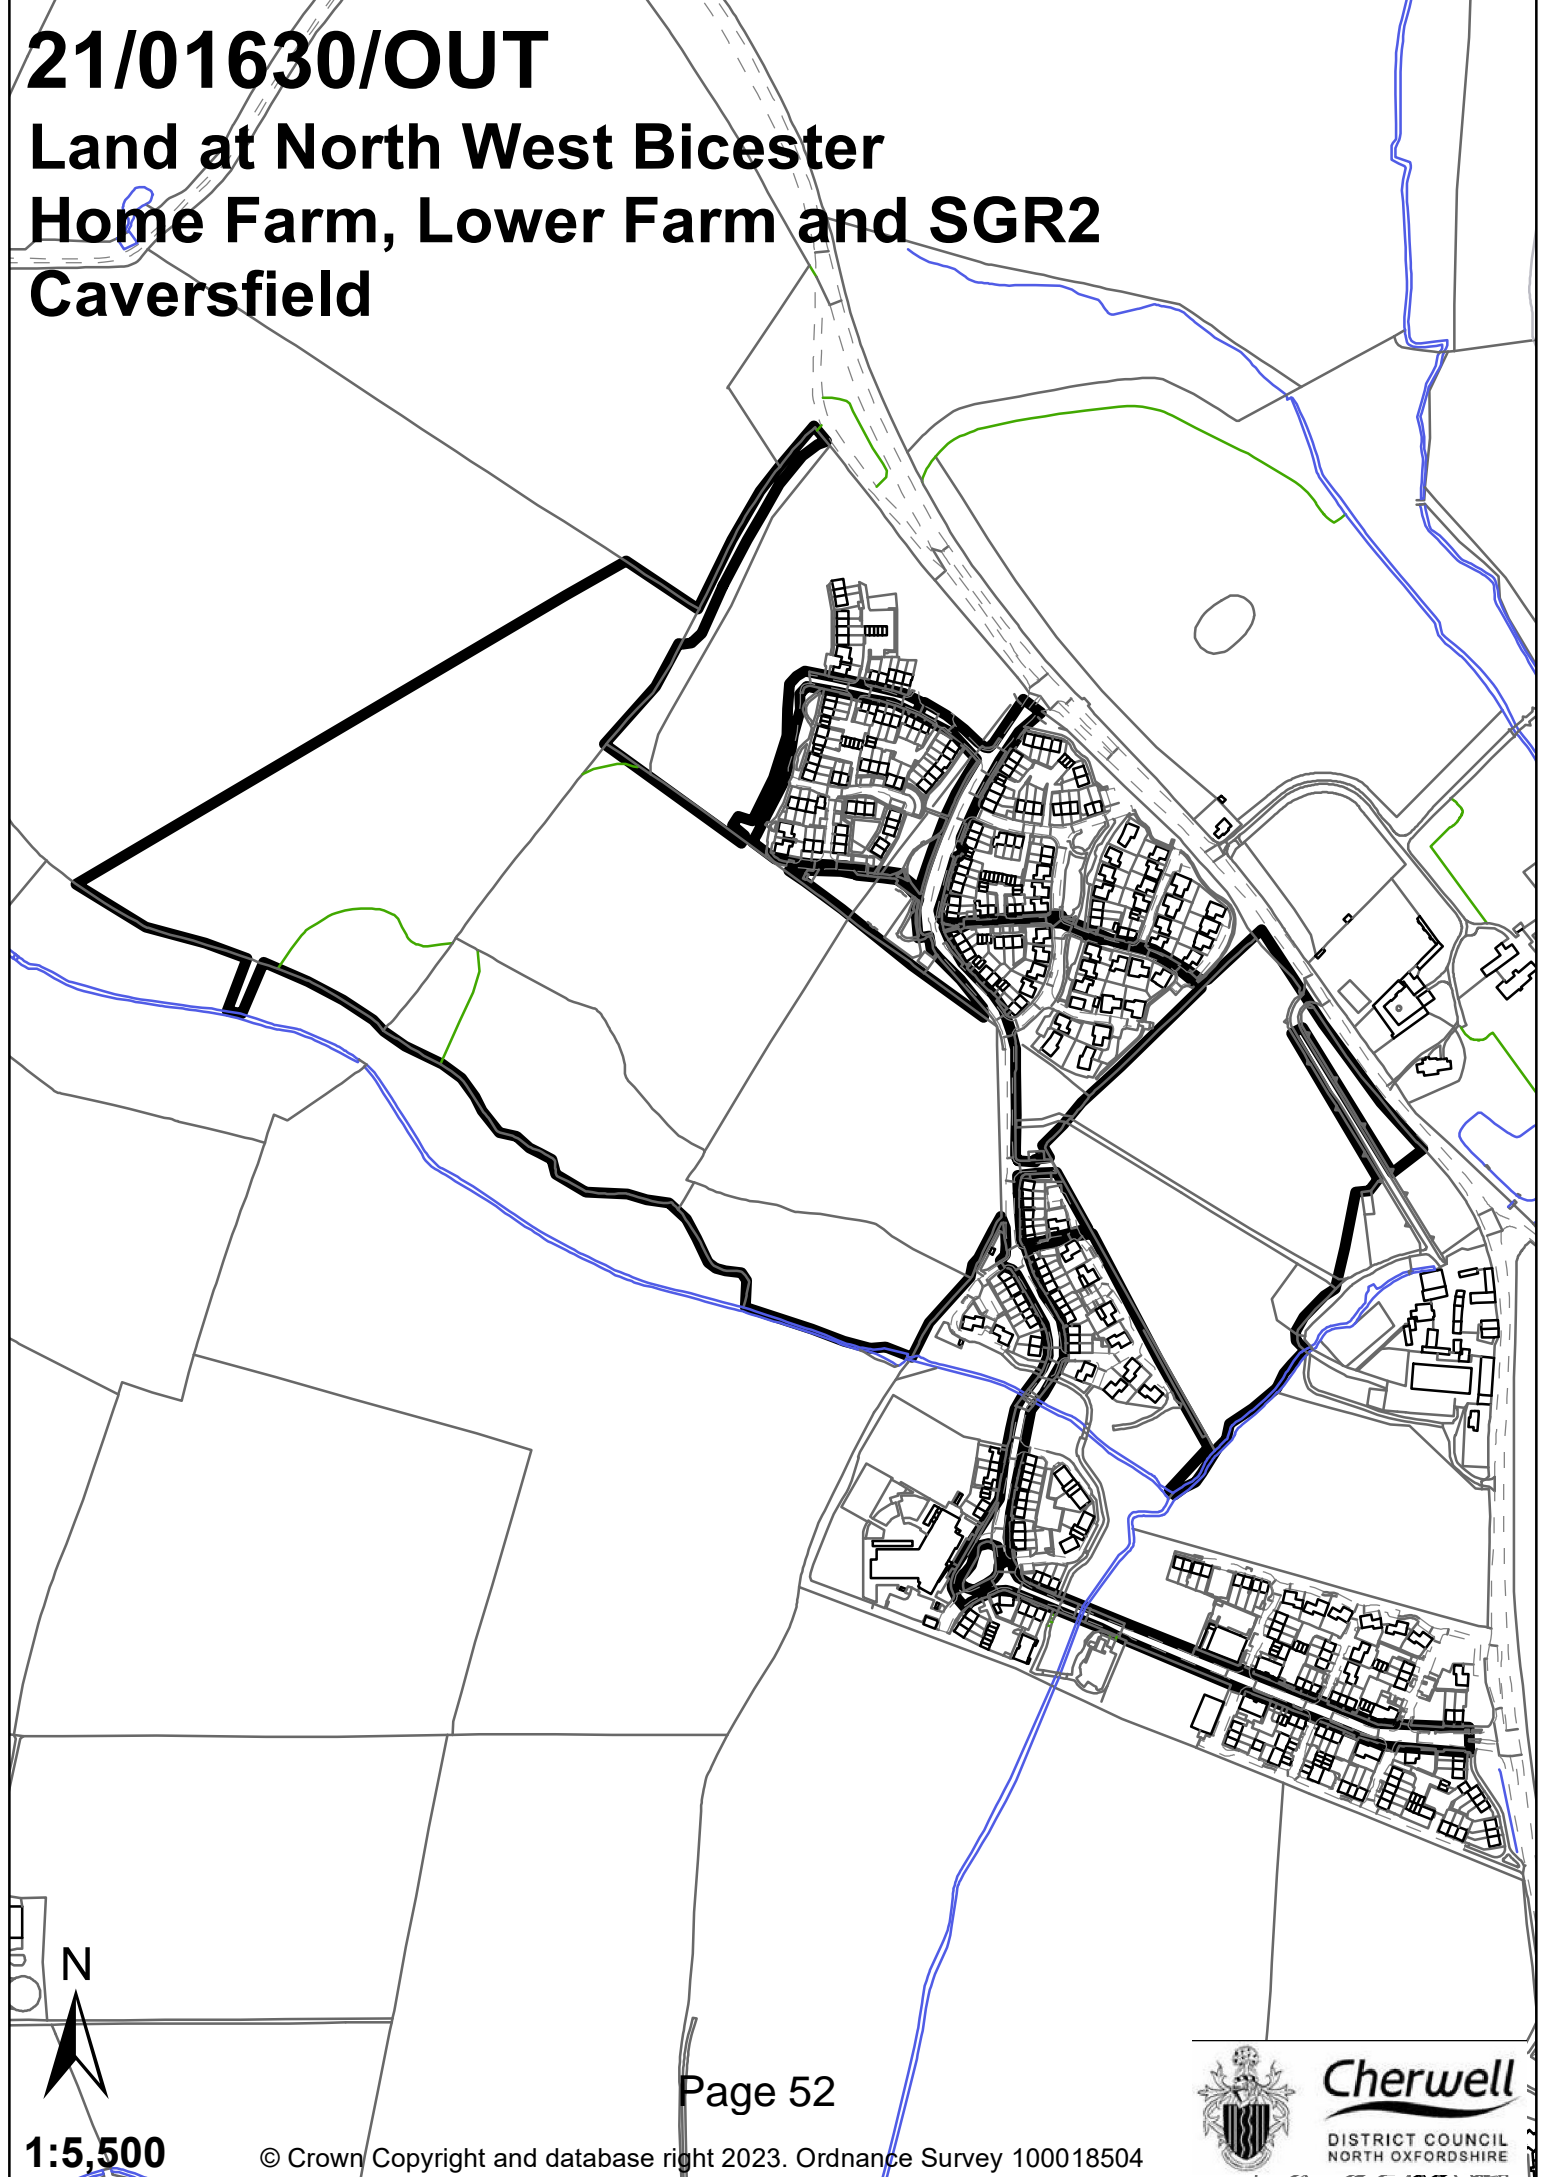 21/01630/OUT
Land at North West Bicester
Home Farm, Lower Farm and SGR2
Caversfield
N
Page 52
1:5,500
© Crown Copyright and database right 2023. Ordnance Survey 100018504
Cherwell
DISTRICT COUNCIL
NORTH OXFORDSHIRE